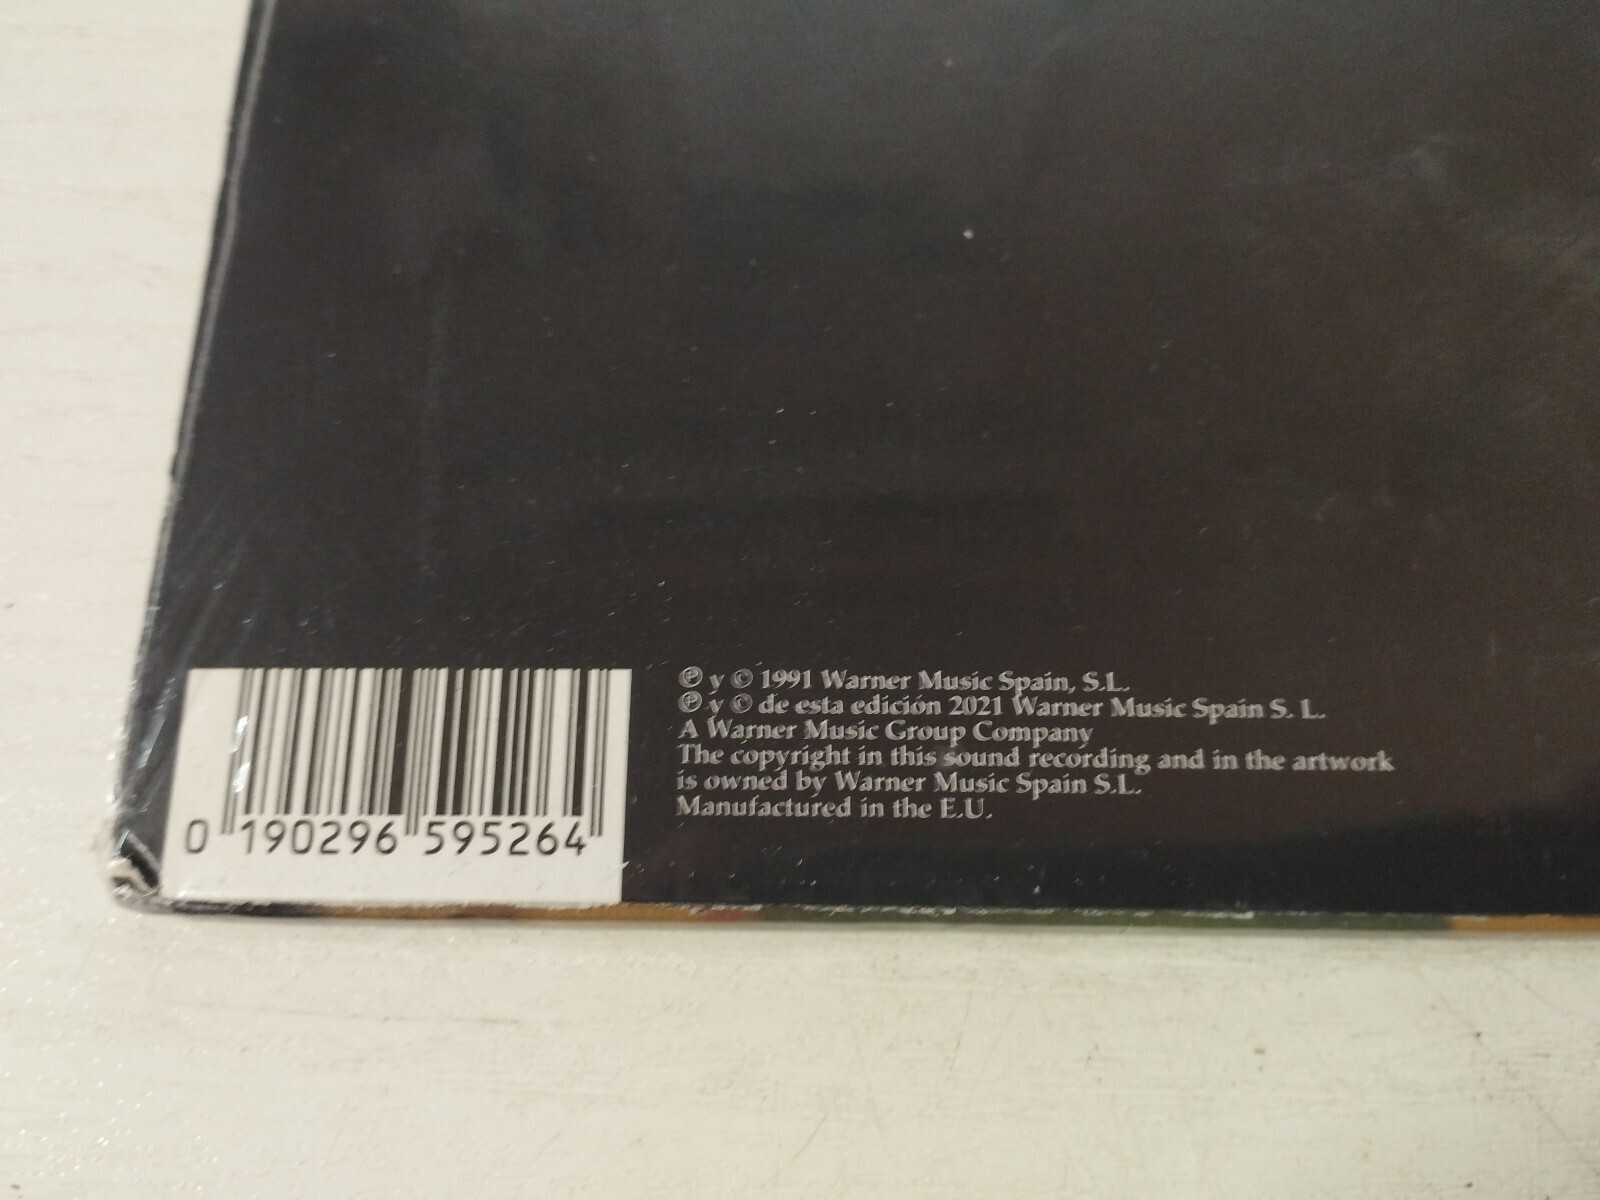 0 190296 595264
℗ y © 1991 Warner Music Spain, S.L.
℗ y © de esta edición 2021 Warner Music Spain S. L.
A Warner Music Group Company
The copyright in this sound recording and in the artwork
is owned by Warner Music Spain S.L.
Manufactured in the E.U.